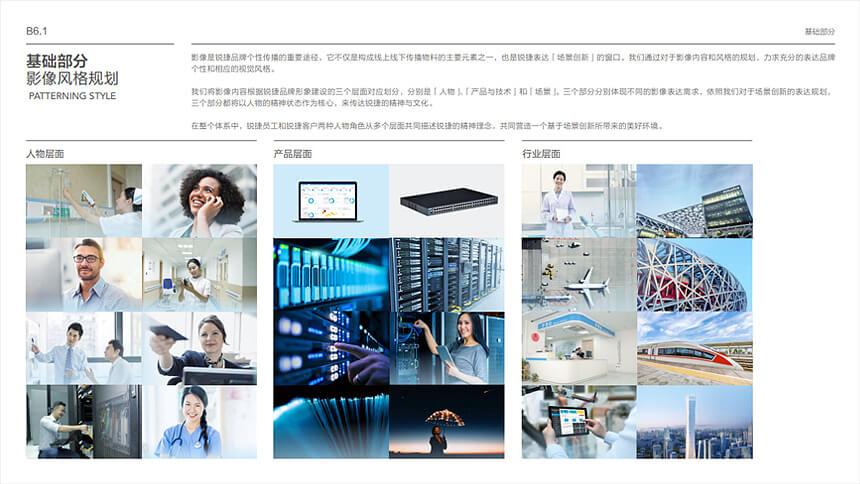 B6.1
基础部分
基础部分
影像风格规划
PATTERNING STYLE
影像是锐捷品牌个性传播的重要途径，它不仅是构成线上线下传播物料的主要元素之一，也是锐捷表达「场景创新」的窗口。我们通过对于影像内容和风格的规划，力求充分的表达品牌
个性和相应的视觉风格。
我们将影像内容根据锐捷品牌形象建设的三个层面对应划分，分别是「人物」、「产品与技术」和「场景」。三个部分分别体现不同的影像表达需求，依照我们对于场景创新的表达规划，
三个部分都将以人物的精神状态作为核心，来传达锐捷的精神与文化。
在整个体系中，锐捷员工和锐捷客户两种人物角色从多个层面共同描述锐捷的精神理念，共同营造一个基于场景创新所带来的美好环境。
人物层面
产品层面
行业层面